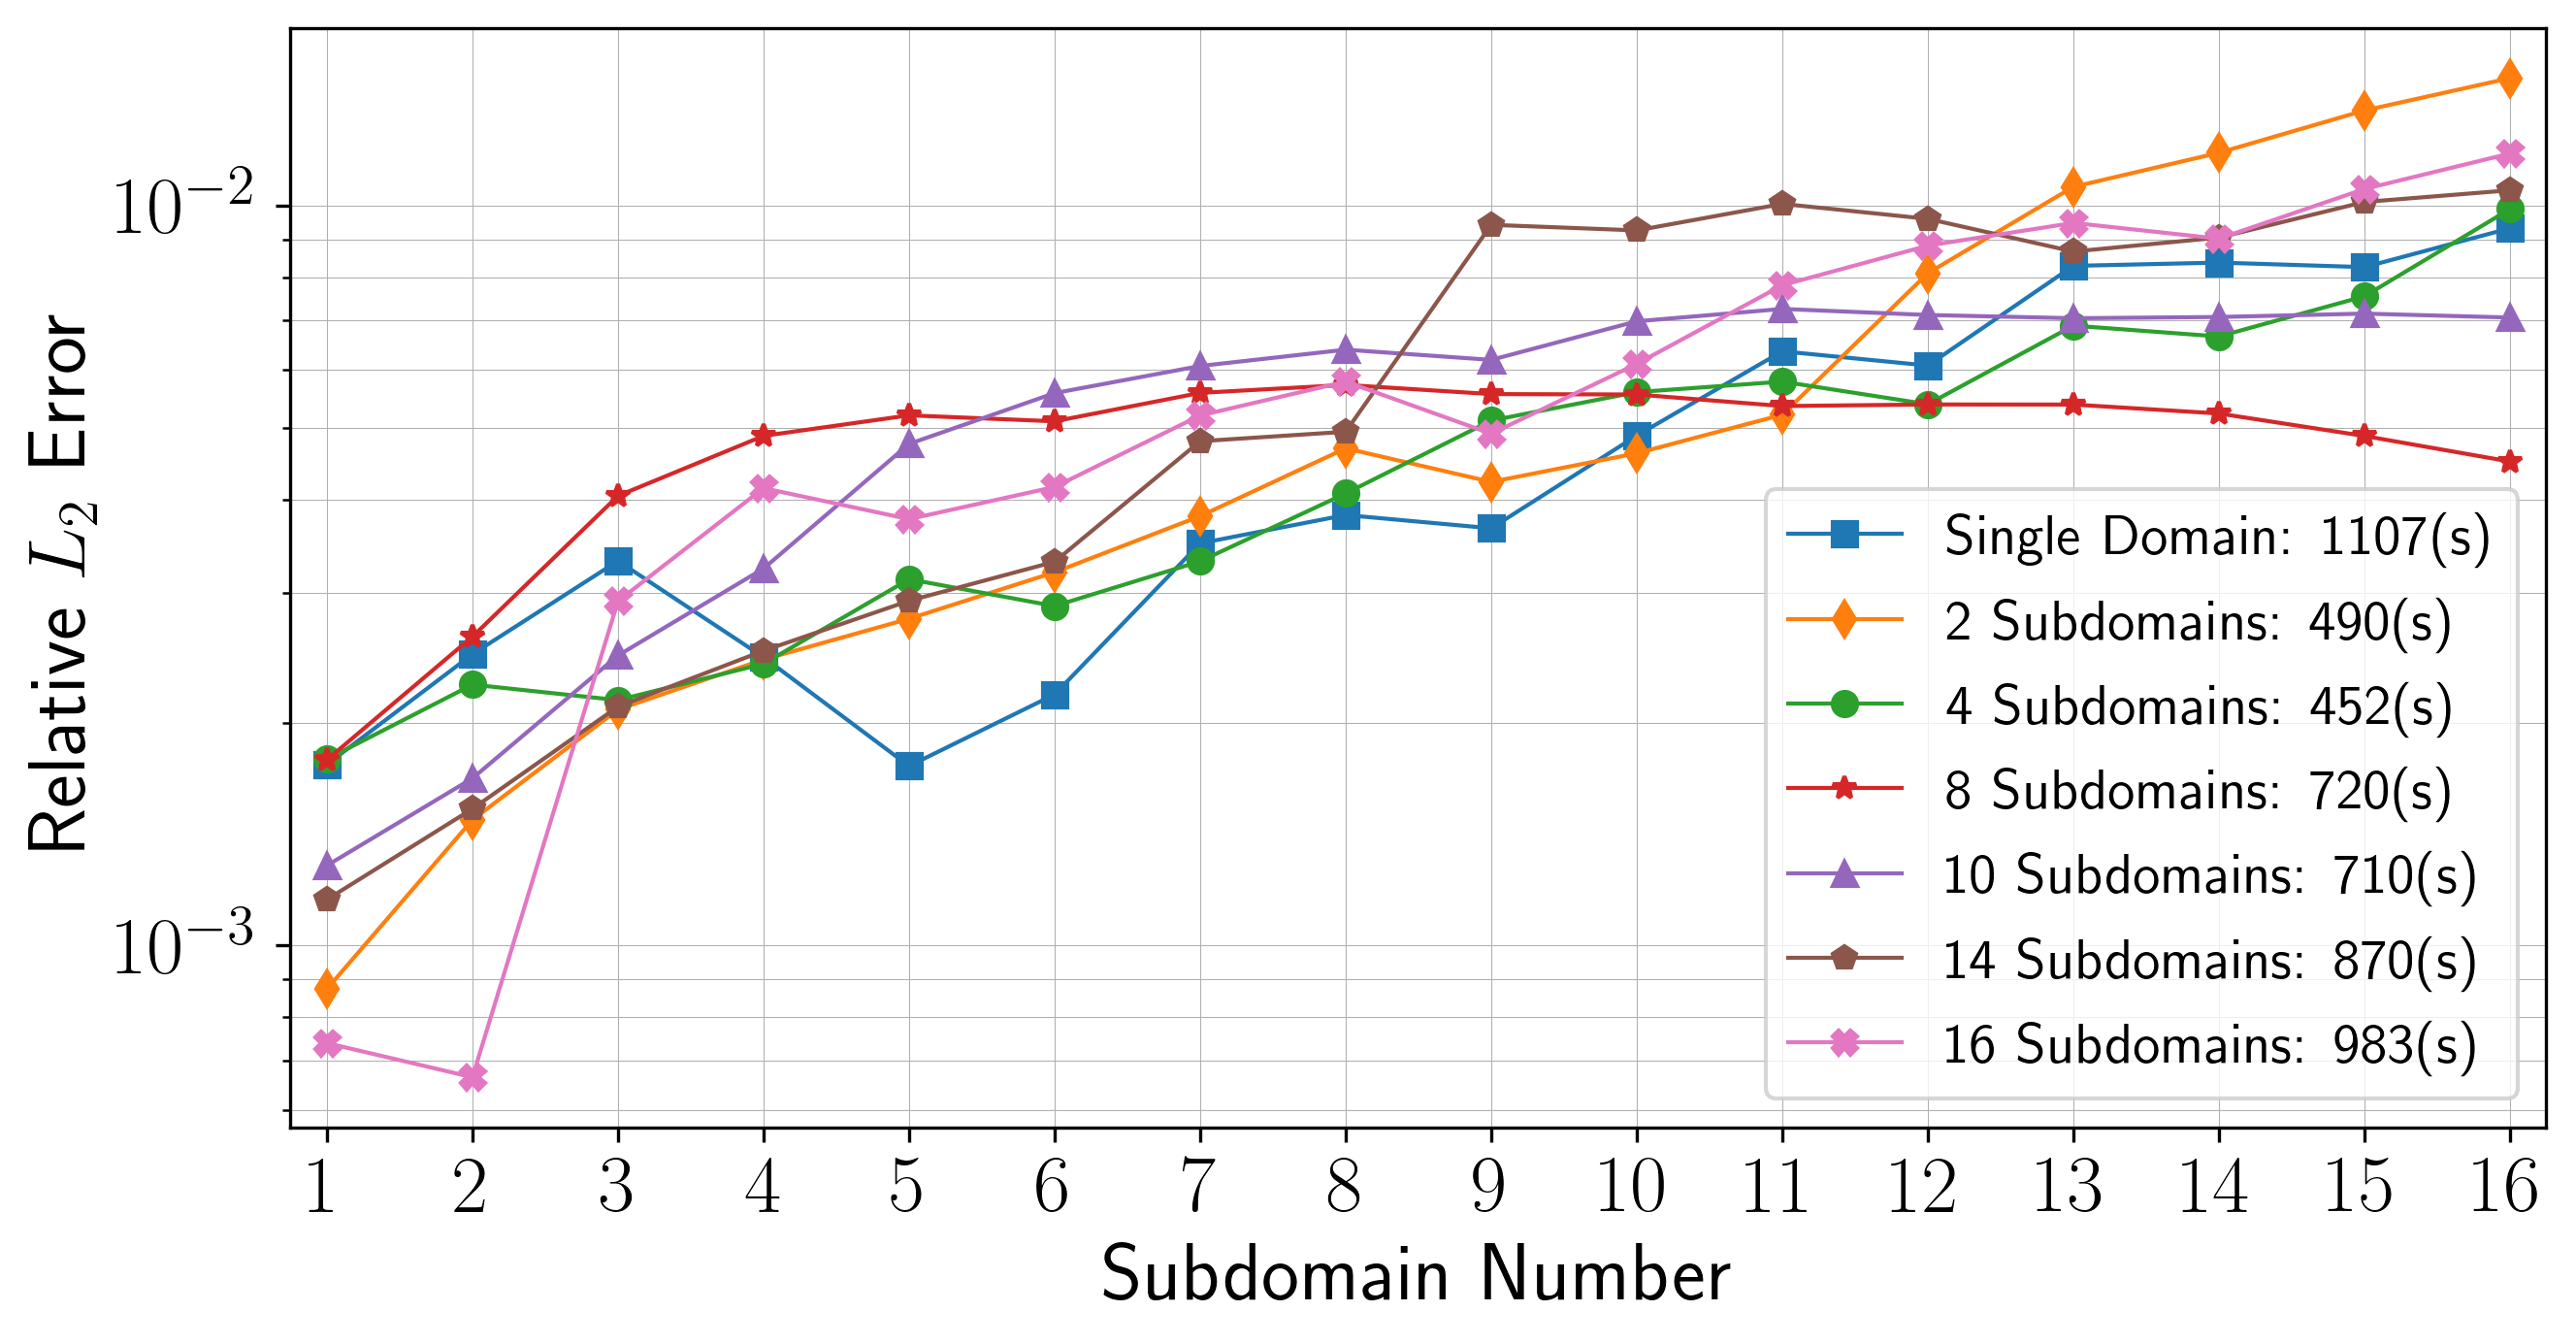 Relative L₂ Error
10⁻²
10⁻³
1 2 3 4 5 6 7 8 9 10 11 12 13 14 15 16
Subdomain Number
Single Domain: 1107(s)
2 Subdomains: 490(s)
4 Subdomains: 452(s)
8 Subdomains: 720(s)
10 Subdomains: 710(s)
14 Subdomains: 870(s)
16 Subdomains: 983(s)